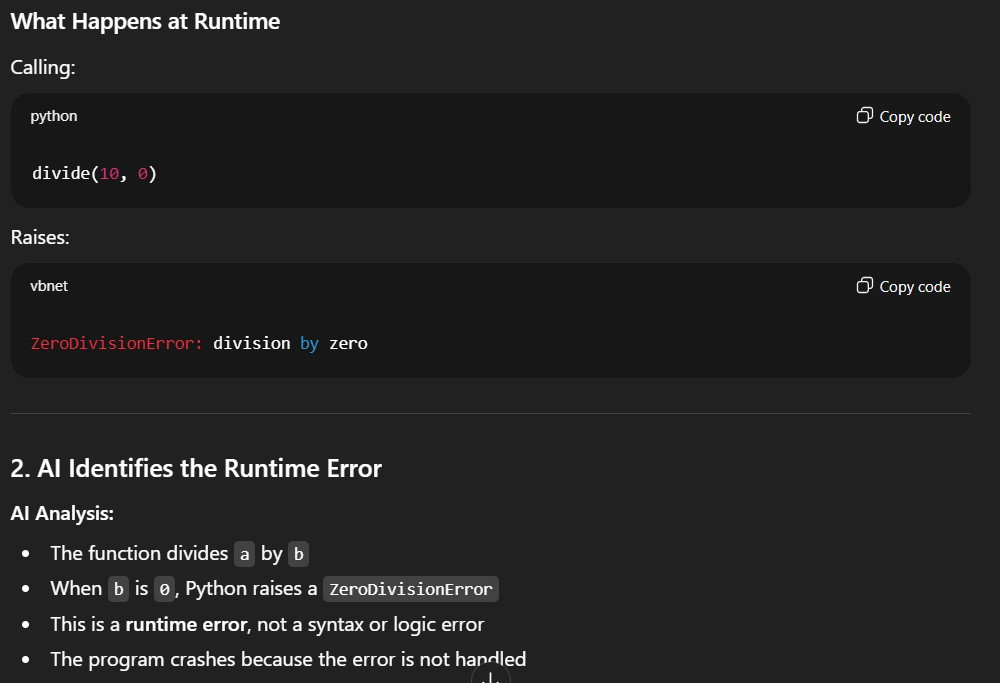 What Happens at Runtime
Calling:
python
Copy code
divide(10, 0)
Raises:
vbnet
Copy code
ZeroDivisionError: division by zero
2. AI Identifies the Runtime Error
AI Analysis:
• The function divides a by b
• When b is 0, Python raises a ZeroDivisionError
• This is a runtime error, not a syntax or logic error
• The program crashes because the error is not handled